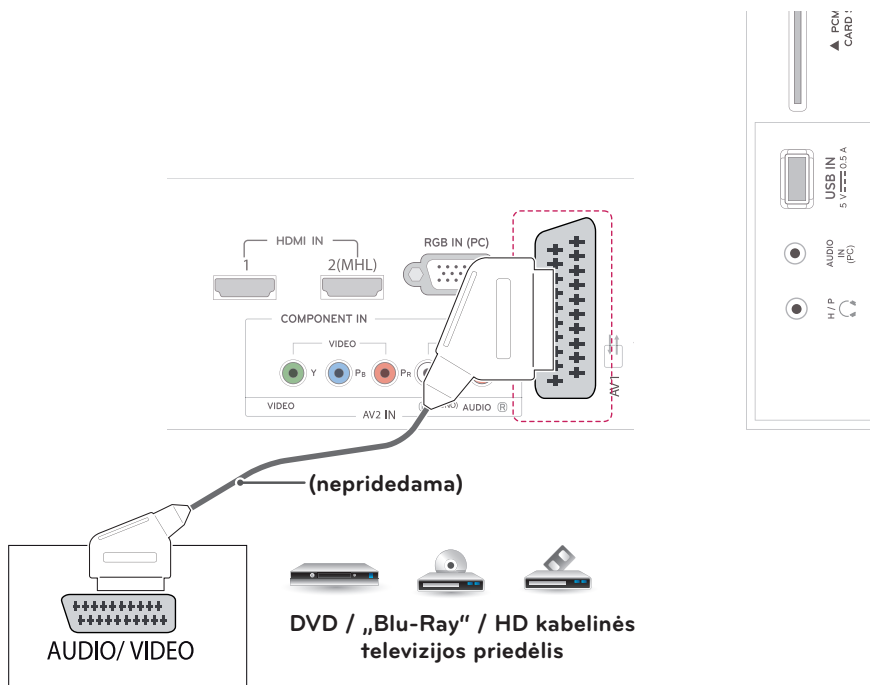 ▲ PCM
CARD S
HDMI IN
1
2(MHL)
RGB IN (PC)
USB IN
5 V 0.5 A
AUDIO
IN
(PC)
H / P
COMPONENT IN
VIDEO
Y
PB
PR
VIDEO
AUDIO R
AV2 IN
AV1
(nepridedama)
AUDIO/ VIDEO
DVD / „Blu-Ray“ / HD kabelinės
televizijos priedėlis